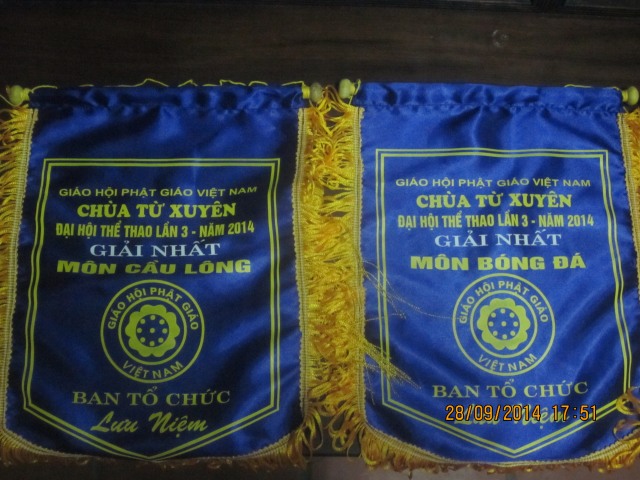 GIÁO HỘI PHẬT GIÁO VIỆT NAM
CHÙA TỪ XUYÊN
ĐẠI HỘI THỂ THAO LẦN 3 - NĂM 2014
GIẢI NHẤT
MÔN CẦU LÔNG
GIÁO HỘI PHẬT GIÁO
VIỆT NAM
BAN TỔ CHỨC
Lưu Niệm
GIÁO HỘI PHẬT GIÁO VIỆT NAM
CHÙA TỪ XUYÊN
ĐẠI HỘI THỂ THAO LẦN 3 - NĂM 2014
GIẢI NHẤT
MÔN BÓNG ĐÁ
GIÁO HỘI PHẬT GIÁO
VIỆT NAM
BAN TỔ CHỨC
28/09/2014 17:51